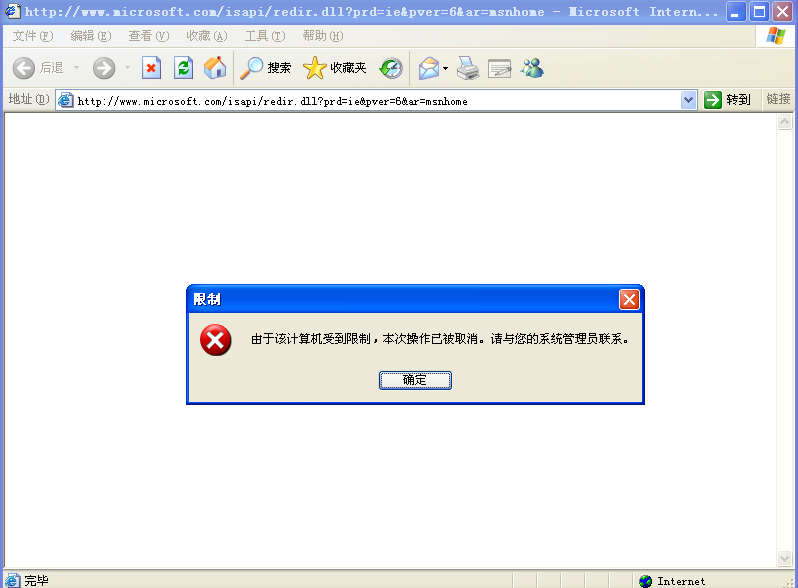 http://www.microsoft.com/isapi/redir.dll?prd=ie&pver=6&ar=msnhome - Microsoft Intern...
文件(F) 编辑(E) 查看(V) 收藏(A) 工具(T) 帮助(H)
后退 搜索 收藏夹
地址(D) http://www.microsoft.com/isapi/redir.dll?prd=ie&pver=6&ar=msnhome 转到 链接
限制
由于该计算机受到限制，本次操作已被取消。请与您的系统管理员联系。
确定
完毕 Internet